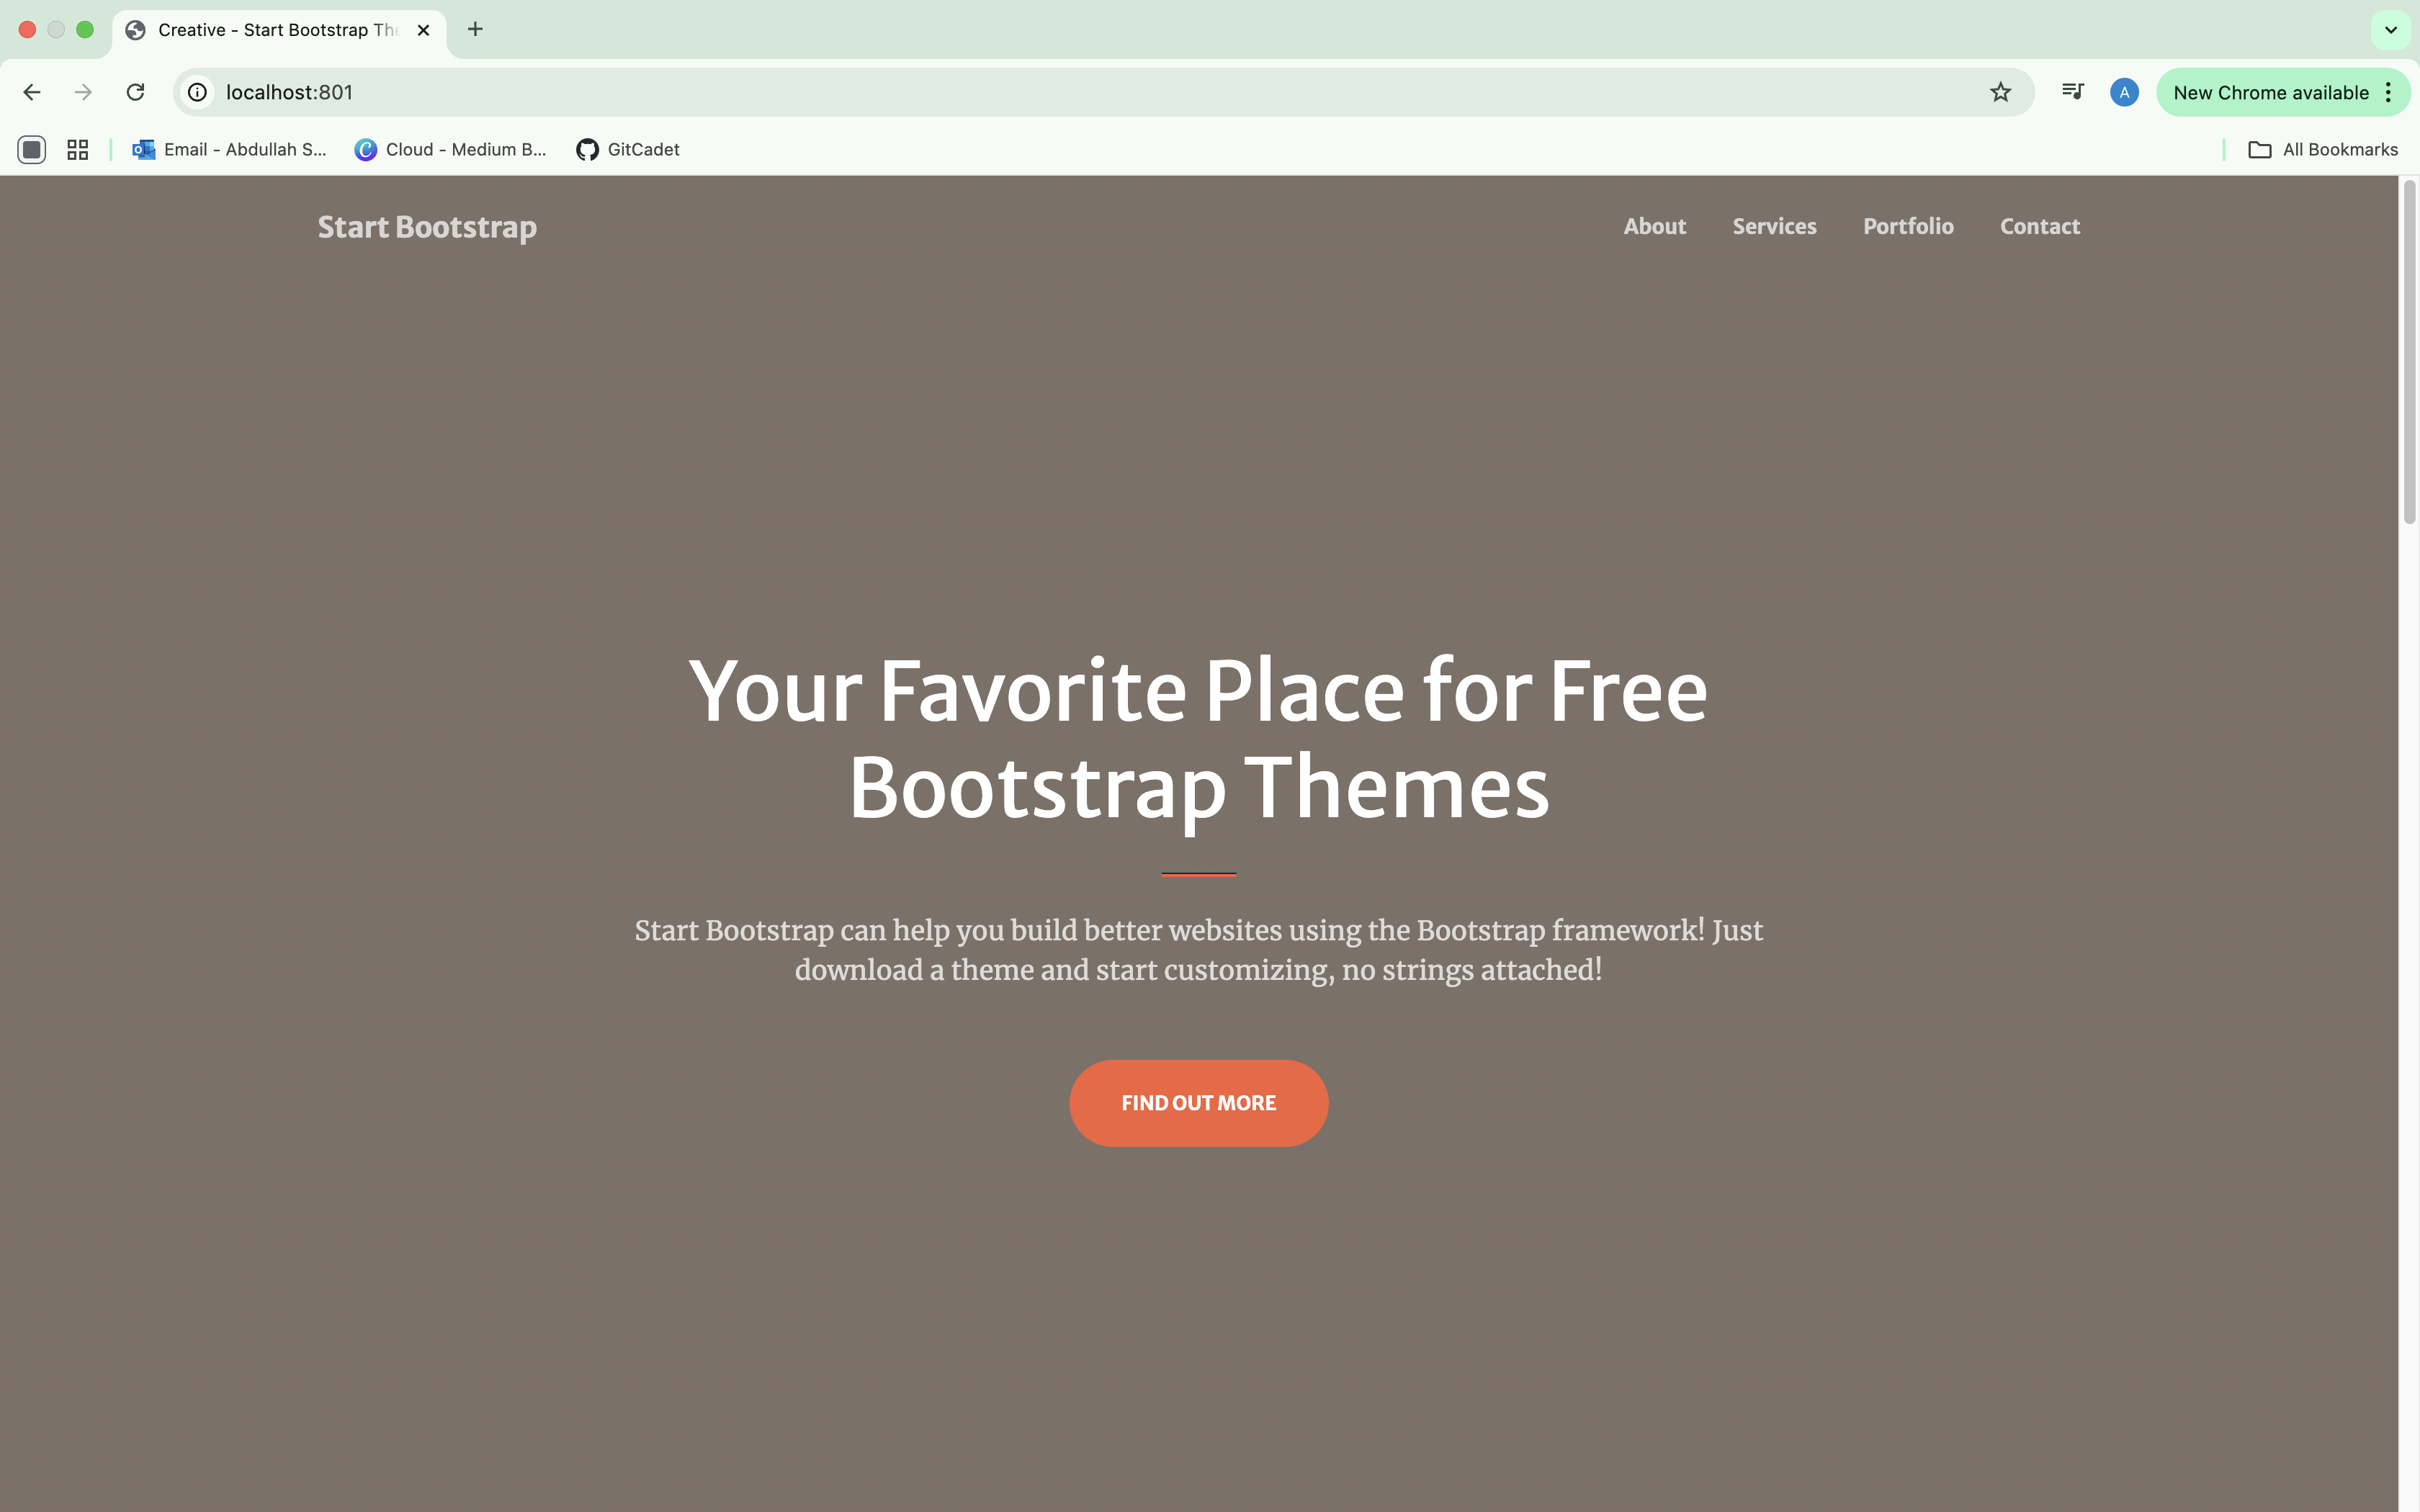 Creative - Start Bootstrap The
localhost:801
A
New Chrome available
Email - Abdullah S...
Cloud - Medium B...
GitCadet
All Bookmarks
Start Bootstrap
About
Services
Portfolio
Contact
Your Favorite Place for Free
Bootstrap Themes
Start Bootstrap can help you build better websites using the Bootstrap framework! Just
download a theme and start customizing, no strings attached!
FIND OUT MORE